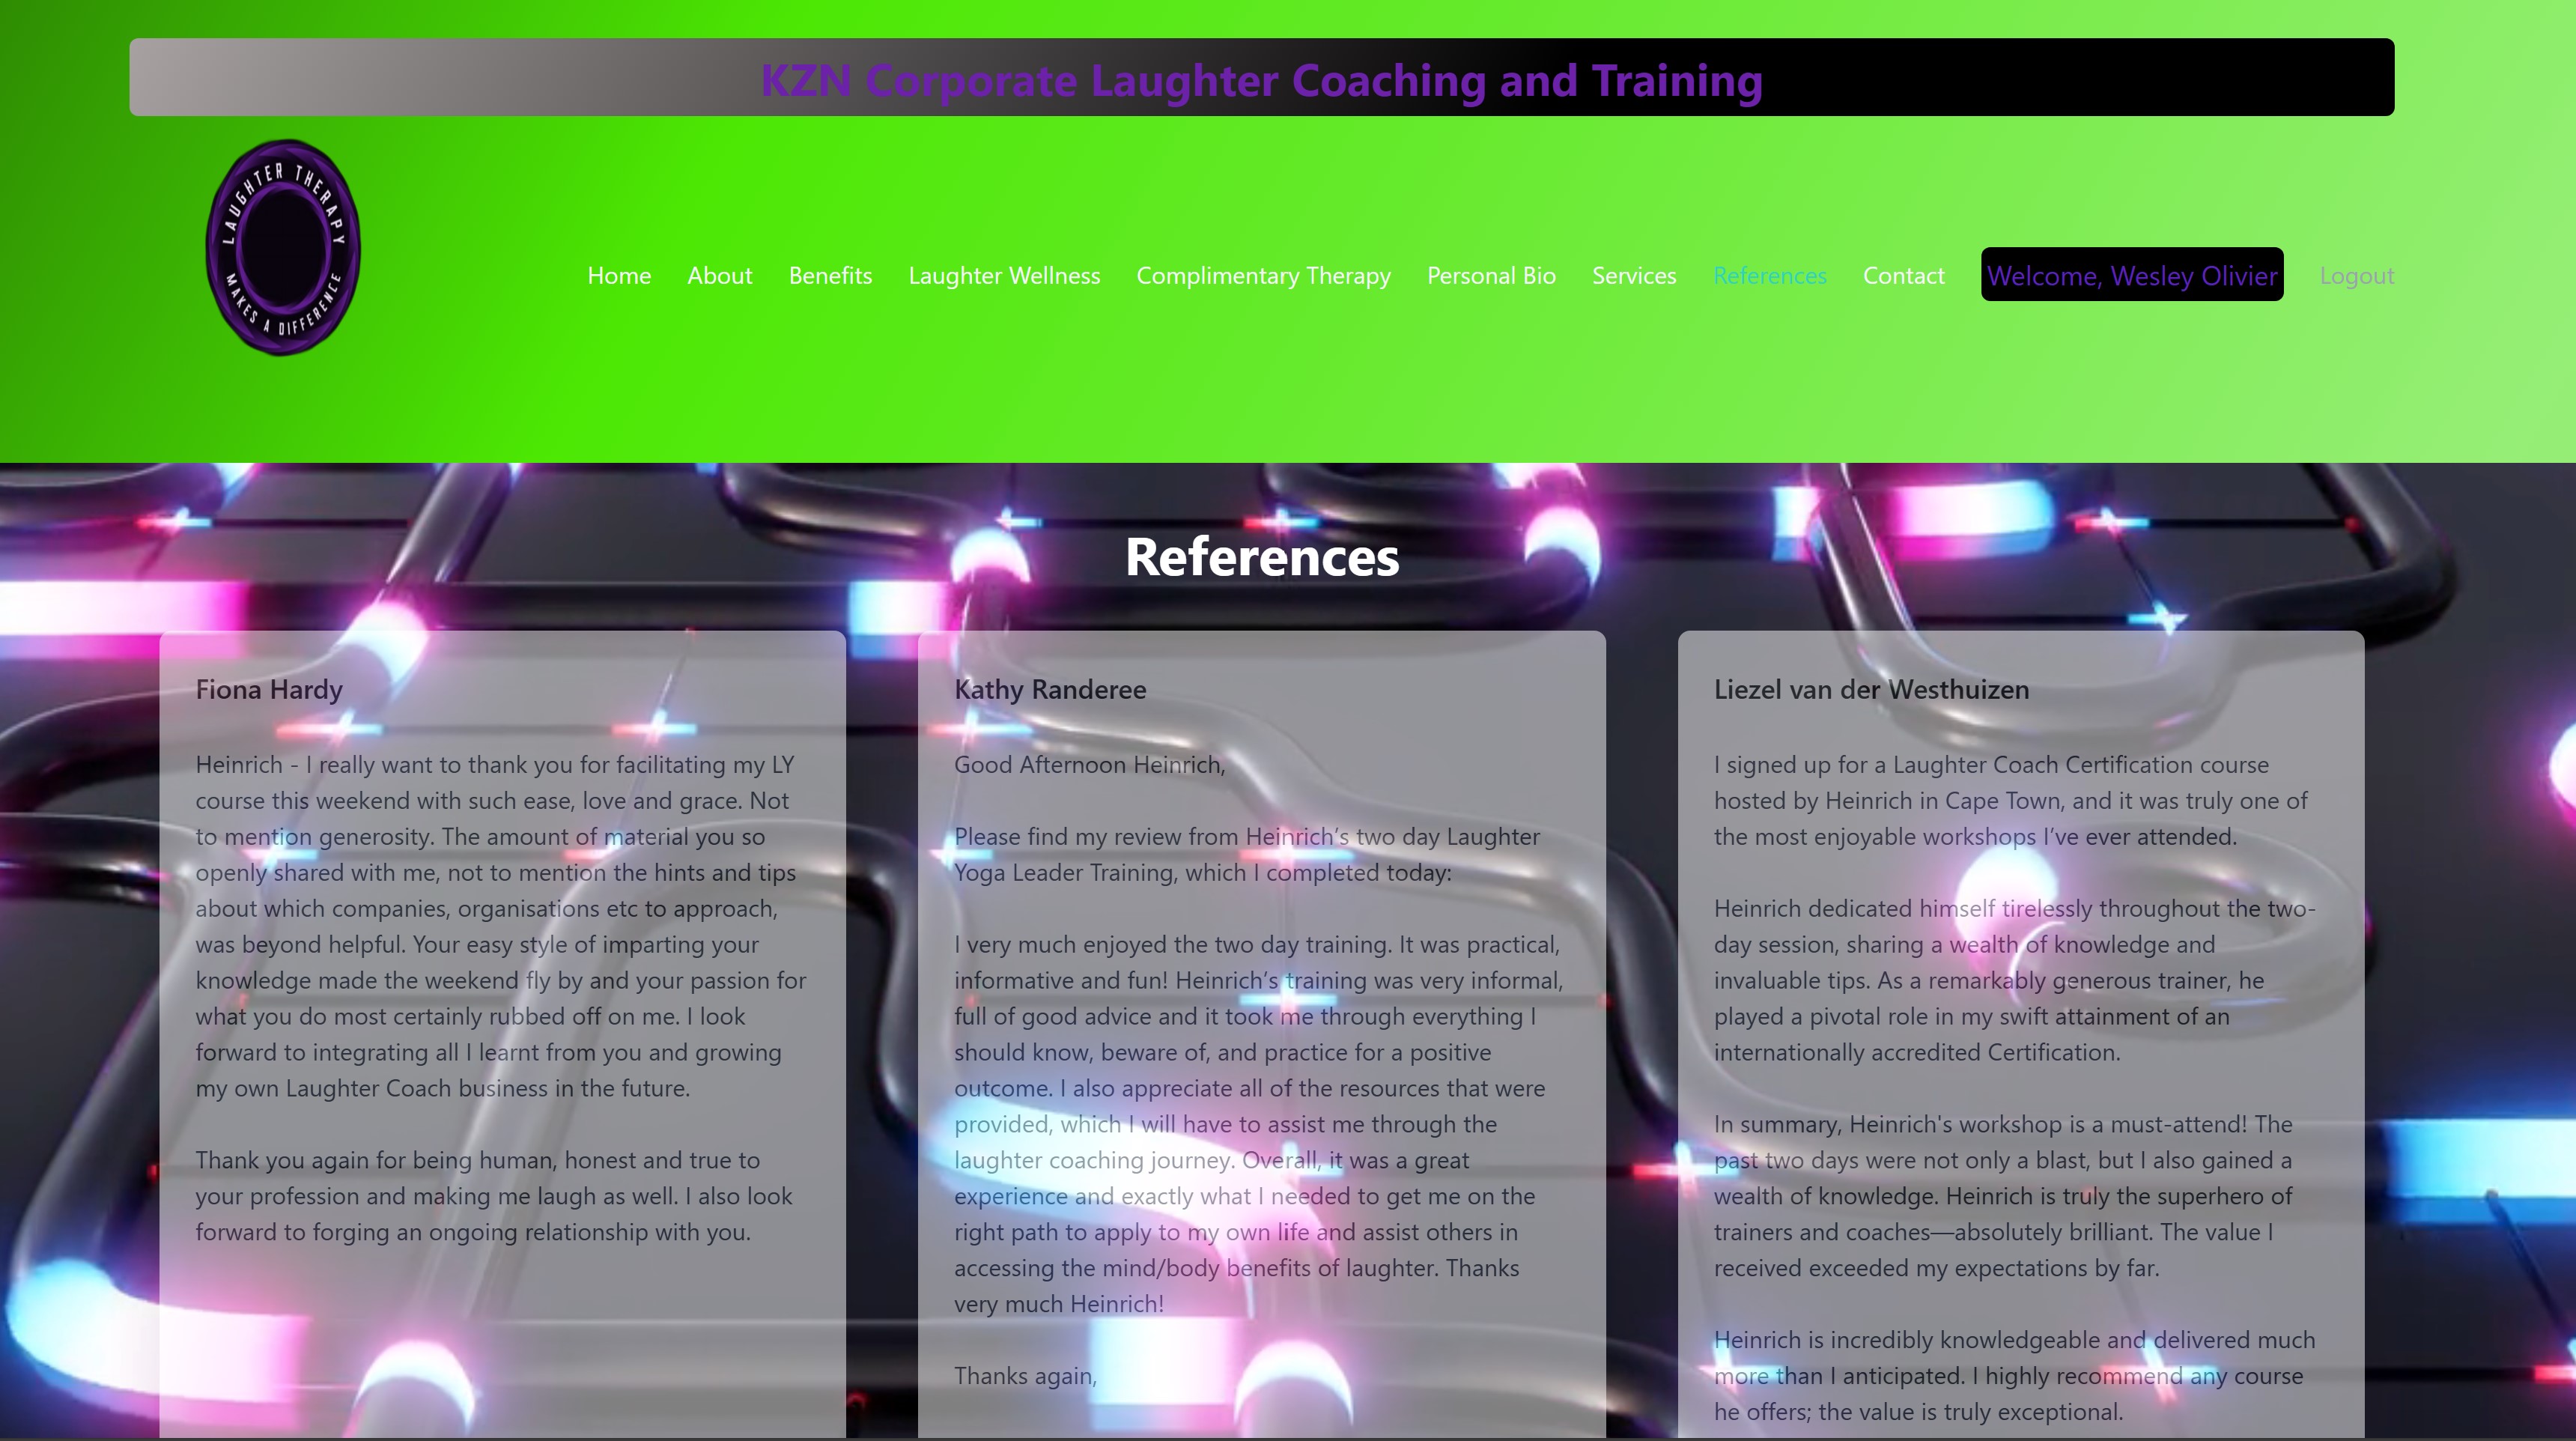 KZN Corporate Laughter Coaching and Training
LAUGHTER THERAPY
MAKES A DIFFERENCE
Home About Benefits Laughter Wellness Complimentary Therapy Personal Bio Services References Contact Welcome, Wesley Olivier Logout
References
Fiona Hardy
Heinrich - I really want to thank you for facilitating my LY
course this weekend with such ease, love and grace. Not
to mention generosity. The amount of material you so
openly shared with me, not to mention the hints and tips
about which companies, organisations etc to approach,
was beyond helpful. Your easy style of imparting your
knowledge made the weekend fly by and your passion for
what you do most certainly rubbed off on me. I look
forward to integrating all I learnt from you and growing
my own Laughter Coach business in the future.
Thank you again for being human, honest and true to
your profession and making me laugh as well. I also look
forward to forging an ongoing relationship with you.
Kathy Randeree
Good Afternoon Heinrich,
Please find my review from Heinrich’s two day Laughter
Yoga Leader Training, which I completed today:
I very much enjoyed the two day training. It was practical,
informative and fun! Heinrich’s training was very informal,
full of good advice and it took me through everything I
should know, beware of, and practice for a positive
outcome. I also appreciate all of the resources that were
provided, which I will have to assist me through the
laughter coaching journey. Overall, it was a great
experience and exactly what I needed to get me on the
right path to apply to my own life and assist others in
accessing the mind/body benefits of laughter. Thanks
very much Heinrich!
Thanks again,
Liezel van der Westhuizen
I signed up for a Laughter Coach Certification course
hosted by Heinrich in Cape Town, and it was truly one of
the most enjoyable workshops I’ve ever attended.
Heinrich dedicated himself tirelessly throughout the two-
day session, sharing a wealth of knowledge and
invaluable tips. As a remarkably generous trainer, he
played a pivotal role in my swift attainment of an
internationally accredited Certification.
In summary, Heinrich's workshop is a must-attend! The
past two days were not only a blast, but I also gained a
wealth of knowledge. Heinrich is truly the superhero of
trainers and coaches—absolutely brilliant. The value I
received exceeded my expectations by far.
Heinrich is incredibly knowledgeable and delivered much
more than I anticipated. I highly recommend any course
he offers; the value is truly exceptional.